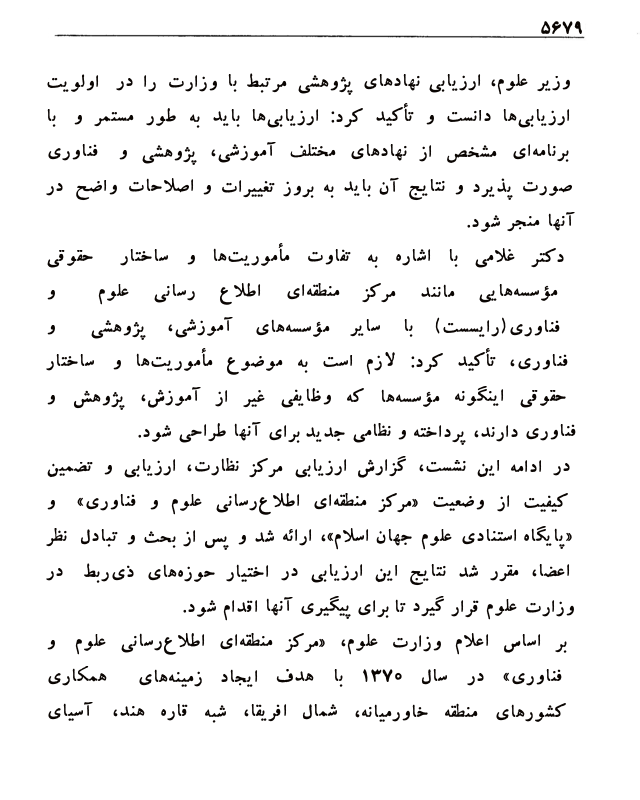 ۵۶۷۹
وزیر علوم، ارزیابی نهادهای پژوهشی مرتبط با وزارت را در اولویت
ارزیابی‌ها دانست و تأکید کرد: ارزیابی‌ها باید به طور مستمر و با
برنامه‌ای مشخص از نهادهای مختلف آموزشی، پژوهشی و فناوری
صورت پذیرد و نتایج آن باید به بروز تغییرات و اصلاحات واضح در
آنها منجر شود.
دکتر غلامی با اشاره به تفاوت مأموریت‌ها و ساختار حقوقی
مؤسسه‌هایی مانند مرکز منطقه‌ای اطلاع رسانی علوم و
فناوری(رایسست) با سایر مؤسسه‌های آموزشی، پژوهشی و
فناوری، تأکید کرد: لازم است به موضوع مأموریت‌ها و ساختار
حقوقی اینگونه مؤسسه‌ها که وظایفی غیر از آموزش، پژوهش و
فناوری دارند، پرداخته و نظامی جدید برای آنها طراحی شود.
در ادامه این نشست، گزارش ارزیابی مرکز نظارت، ارزیابی و تضمین
کیفیت از وضعیت «مرکز منطقه‌ای اطلاع‌رسانی علوم و فناوری» و
«پایگاه استنادی علوم جهان اسلام»، ارائه شد و پس از بحث و تبادل نظر
اعضا، مقرر شد نتایج این ارزیابی در اختیار حوزه‌های ذی‌ربط در
وزارت علوم قرار گیرد تا برای پیگیری آنها اقدام شود.
بر اساس اعلام وزارت علوم، «مرکز منطقه‌ای اطلاع‌رسانی علوم و
فناوری» در سال ۱۳۷۰ با هدف ایجاد زمینه‌های همکاری
کشورهای منطقه خاورمیانه، شمال افریقا، شبه قاره هند، آسیای